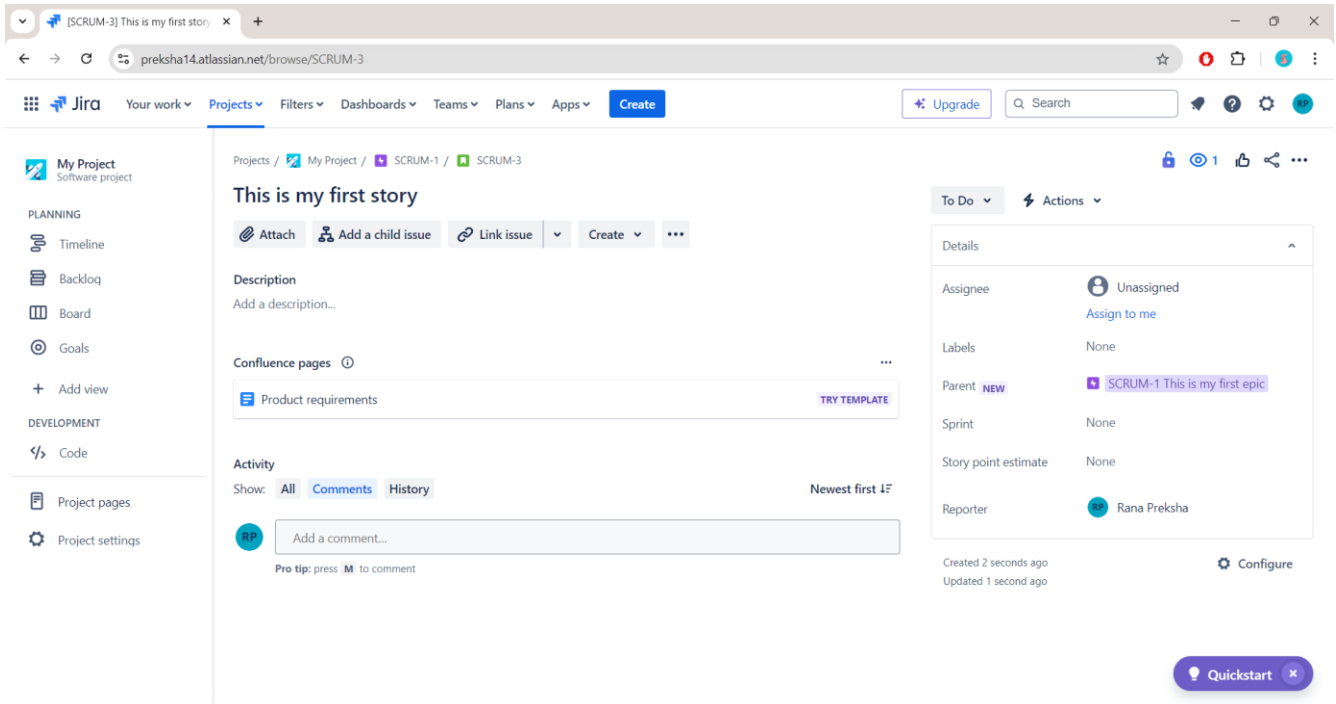 [SCRUM-3] This is my first story
preksha14.atlassian.net/browse/SCRUM-3
Jira Your work Projects Filters Dashboards Teams Plans Apps Create Upgrade Search RP
My Project
Software project
PLANNING
Timeline
Backlog
Board
Goals
Add view
DEVELOPMENT
Code
Project pages
Project settings
Projects / My Project / SCRUM-1 / SCRUM-3
1
This is my first story
Attach Add a child issue Link issue Create
Description
Add a description...
Confluence pages
Product requirements TRY TEMPLATE
Activity
Show: All Comments History Newest first
RP Add a comment...
Pro tip: press M to comment
To Do Actions
Details
Assignee Unassigned
Assign to me
Labels None
Parent NEW SCRUM-1 This is my first epic
Sprint None
Story point estimate None
Reporter RP Rana Preksha
Created 2 seconds ago Configure
Updated 1 second ago
Quickstart